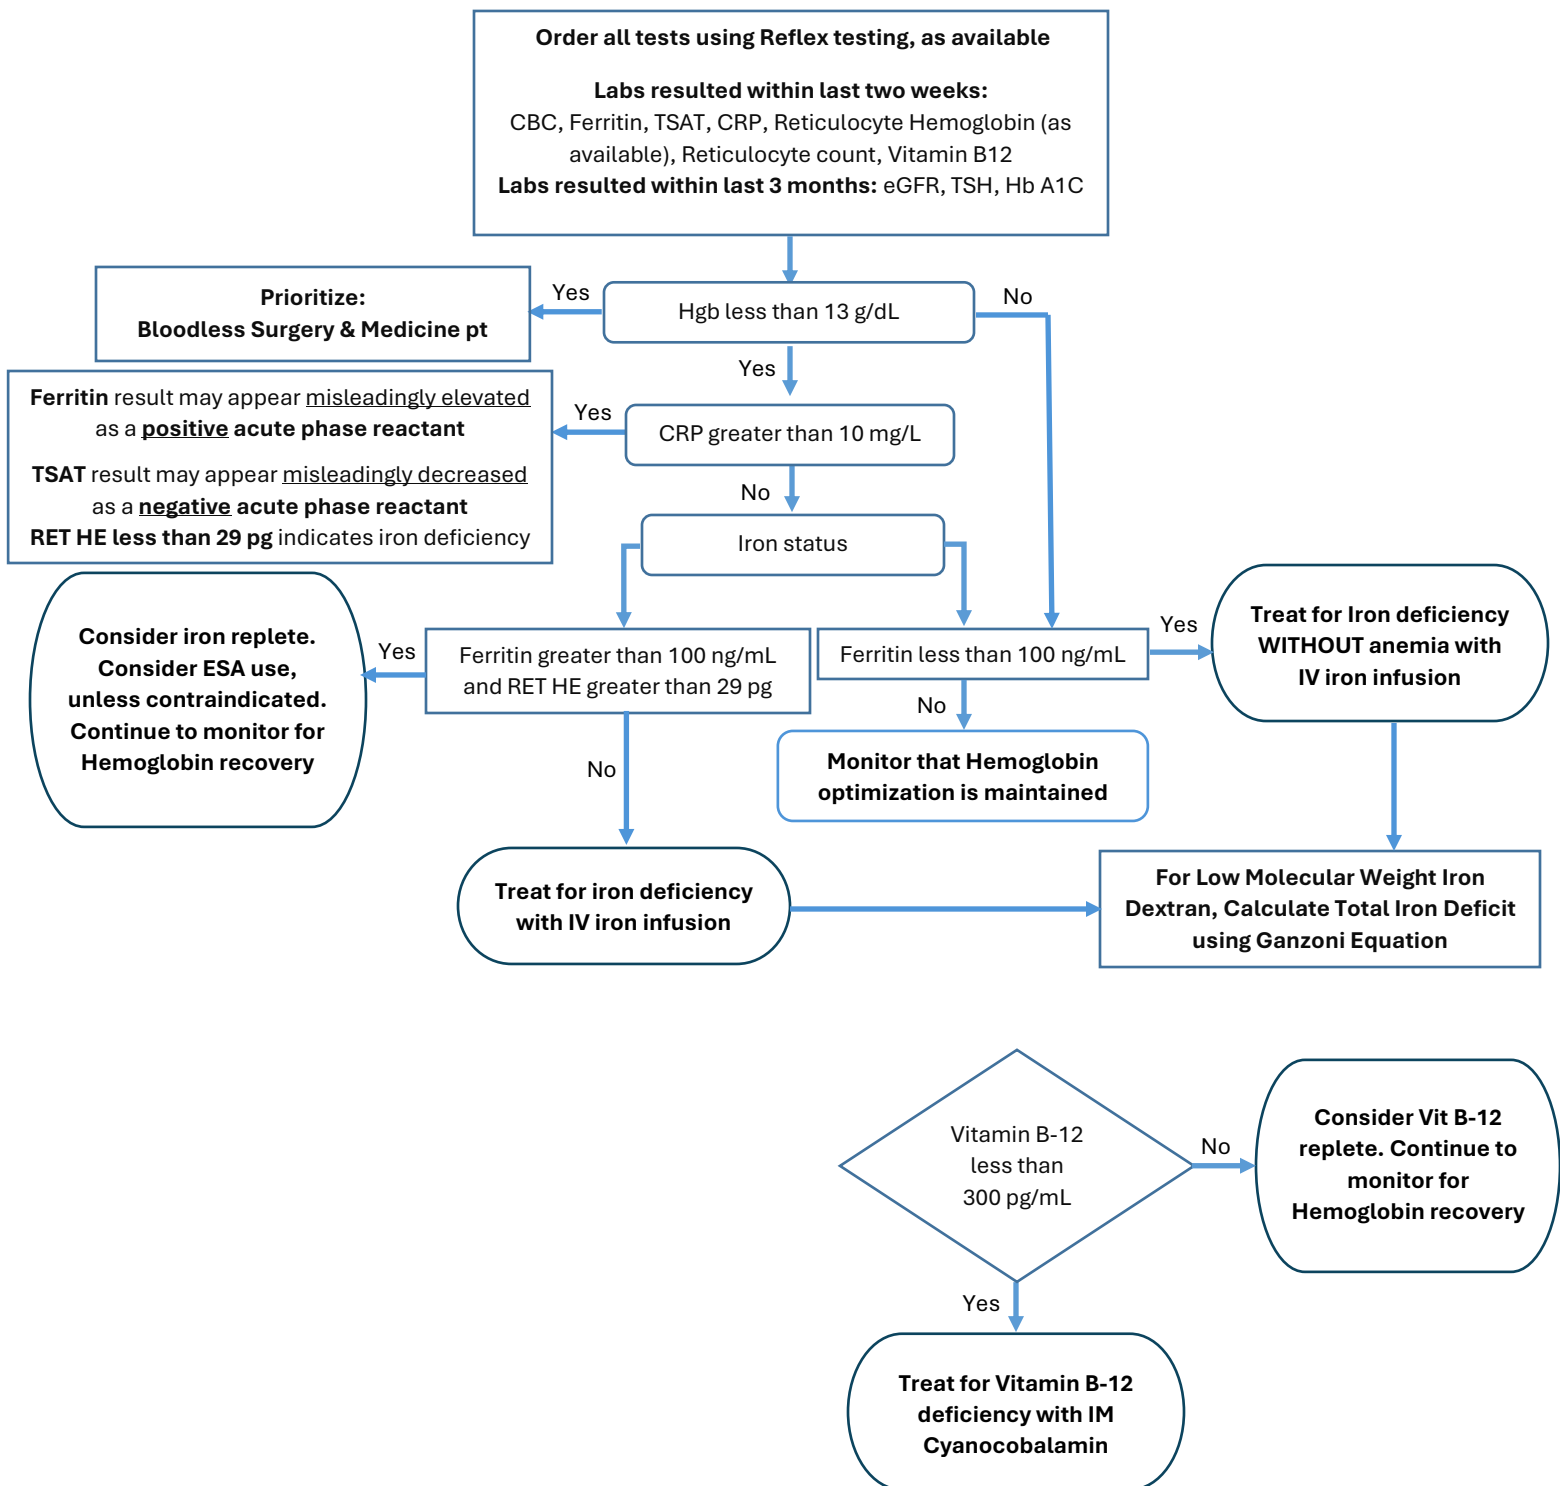 Order all tests using Reflex testing, as available
Labs resulted within last two weeks:
CBC, Ferritin, TSAT, CRP, Reticulocyte Hemoglobin (as
available), Reticulocyte count, Vitamin B12
Labs resulted within last 3 months: eGFR, TSH, Hb A1C
Prioritize:
Bloodless Surgery & Medicine pt
Yes
Hgb less than 13 g/dL
No
Yes
Ferritin result may appear misleadingly elevated
as a positive acute phase reactant
TSAT result may appear misleadingly decreased
as a negative acute phase reactant
RET HE less than 29 pg indicates iron deficiency
Yes
CRP greater than 10 mg/L
No
Iron status
Consider iron replete.
Consider ESA use,
unless contraindicated.
Continue to monitor for
Hemoglobin recovery
Yes
Ferritin greater than 100 ng/mL
and RET HE greater than 29 pg
Ferritin less than 100 ng/mL
Yes
Treat for Iron deficiency
WITHOUT anemia with
IV iron infusion
No
No
Monitor that Hemoglobin
optimization is maintained
Treat for iron deficiency
with IV iron infusion
For Low Molecular Weight Iron
Dextran, Calculate Total Iron Deficit
using Ganzoni Equation
Vitamin B-12
less than
300 pg/mL
No
Consider Vit B-12
replete. Continue to
monitor for
Hemoglobin recovery
Yes
Treat for Vitamin B-12
deficiency with IM
Cyanocobalamin